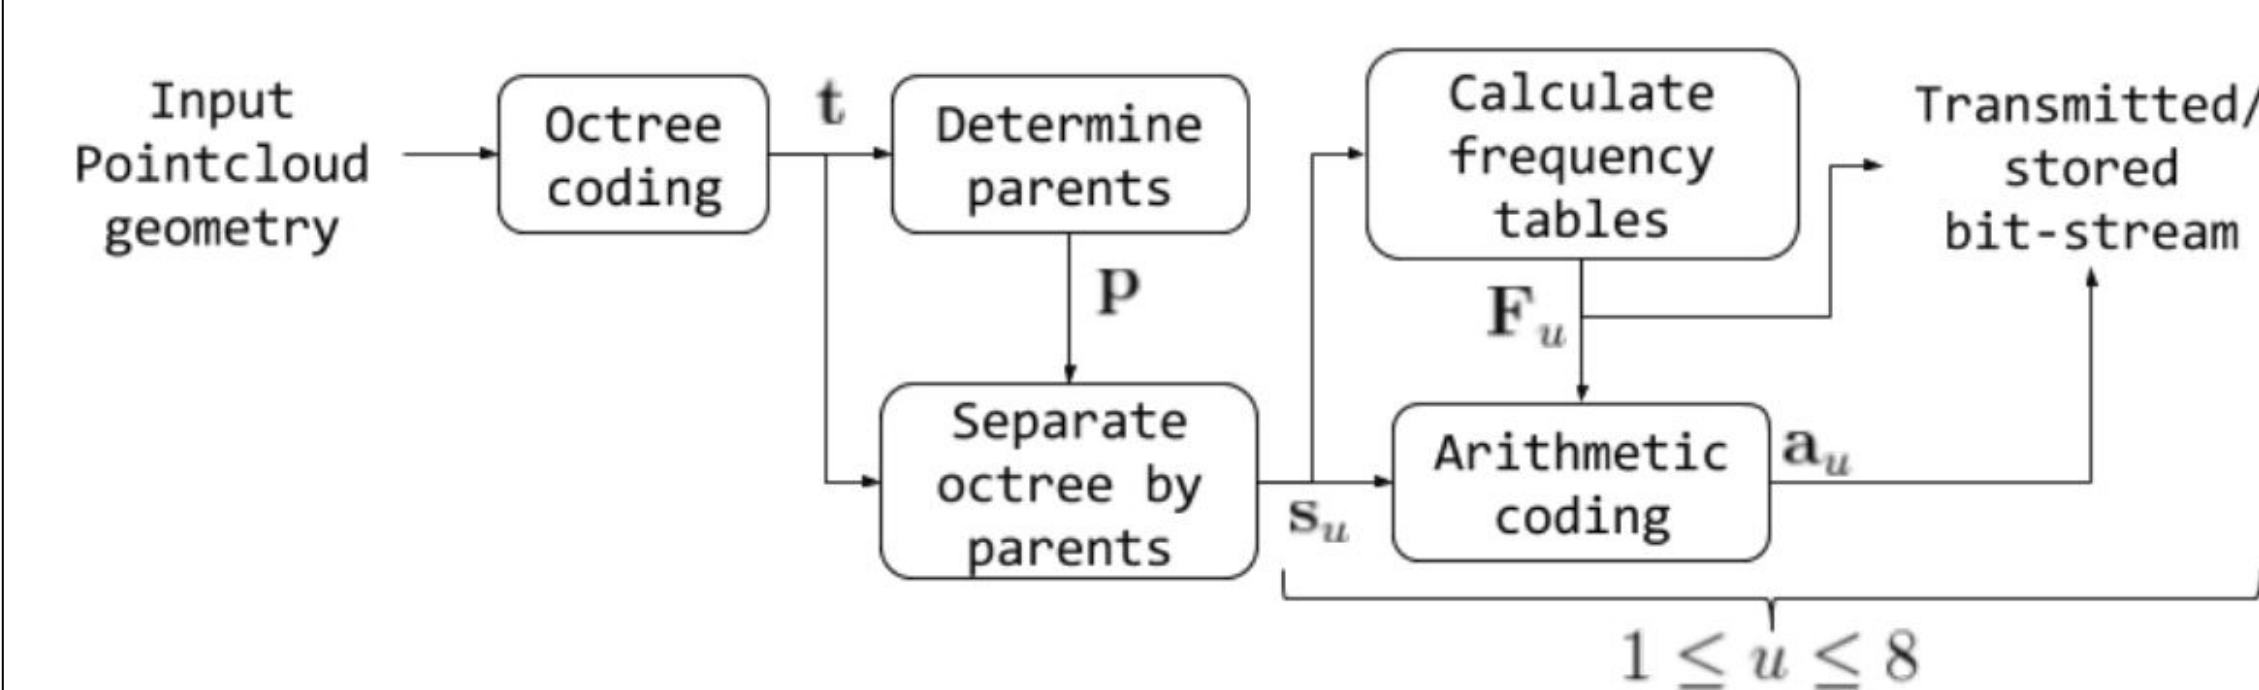 Input
Pointcloud
geometry
Octree
coding
t
Determine
parents
p
Separate
octree by
parents
s_u
Calculate
frequency
tables
F_u
Arithmetic
coding
a_u
Transmitted/
stored
bit-stream
1 ≤ u ≤ 8